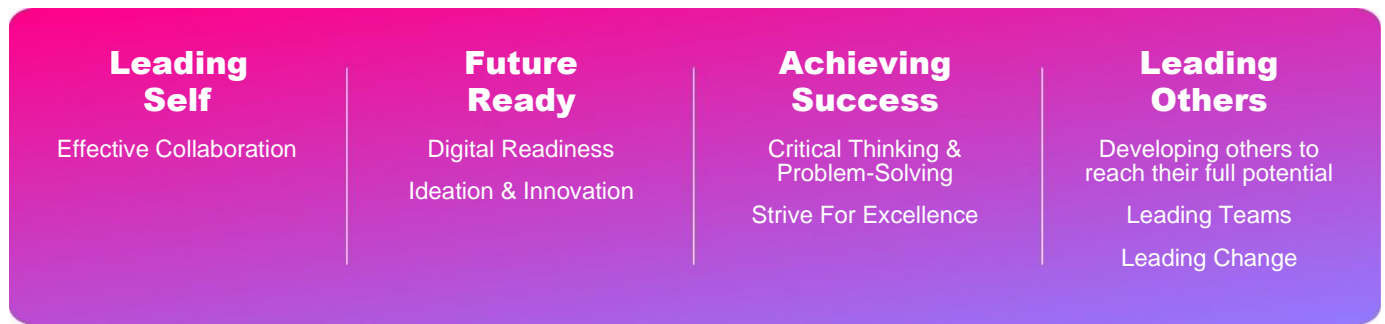 Leading
Self
Effective Collaboration
Future
Ready
Digital Readiness
Ideation & Innovation
Achieving
Success
Critical Thinking &
Problem-Solving
Strive For Excellence
Leading
Others
Developing others to
reach their full potential
Leading Teams
Leading Change